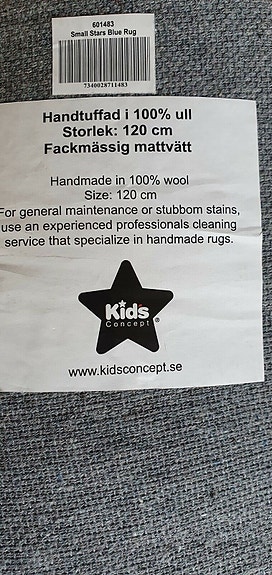 601483
Small Stars Blue Rug
7340028711483
Handtuffad i 100% ull
Storlek: 120 cm
Fackmässig mattvätt
Handmade in 100% wool
Size: 120 cm
For general maintenance or stubbom stains,
use an experienced professionals cleaning
service that specialize in handmade rugs.
Kid's
Concept®
www.kidsconcept.se